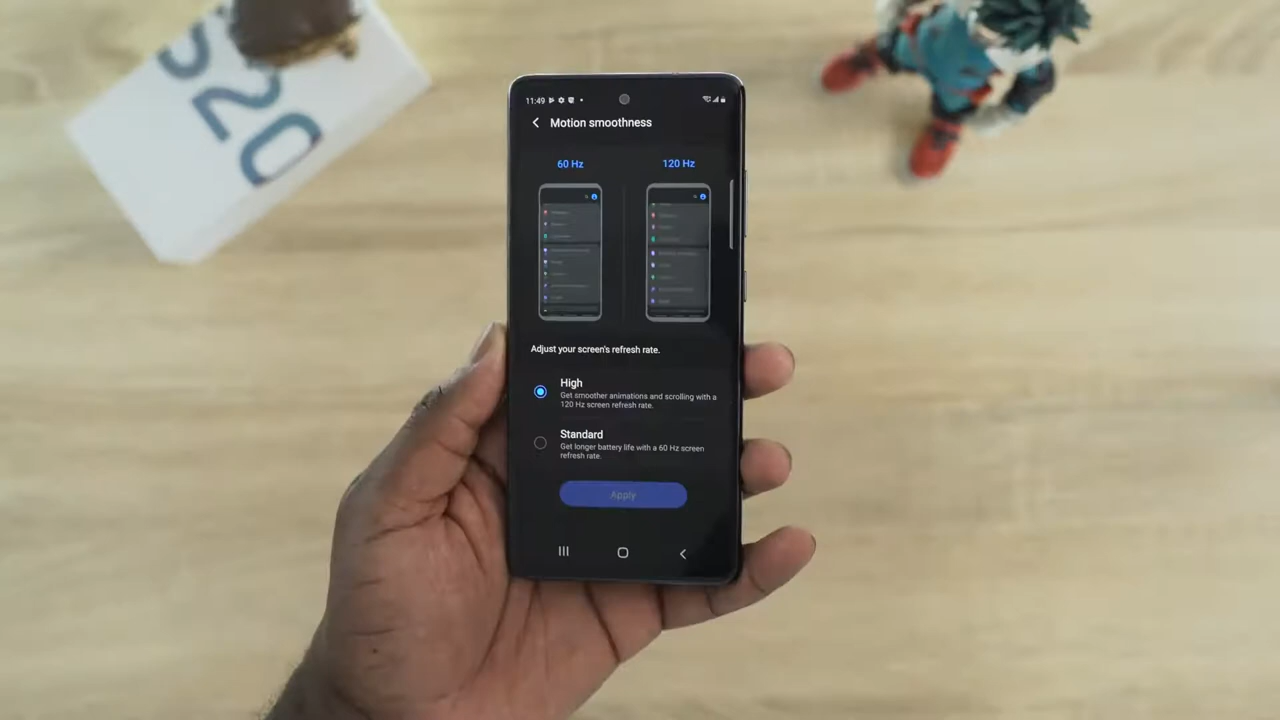 S20
11:49
Motion smoothness
60 Hz
120 Hz
Adjust your screen's refresh rate.
High
Get smoother animations and scrolling with a
120 Hz screen refresh rate.
Standard
Get longer battery life with a 60 Hz screen
refresh rate.
Apply